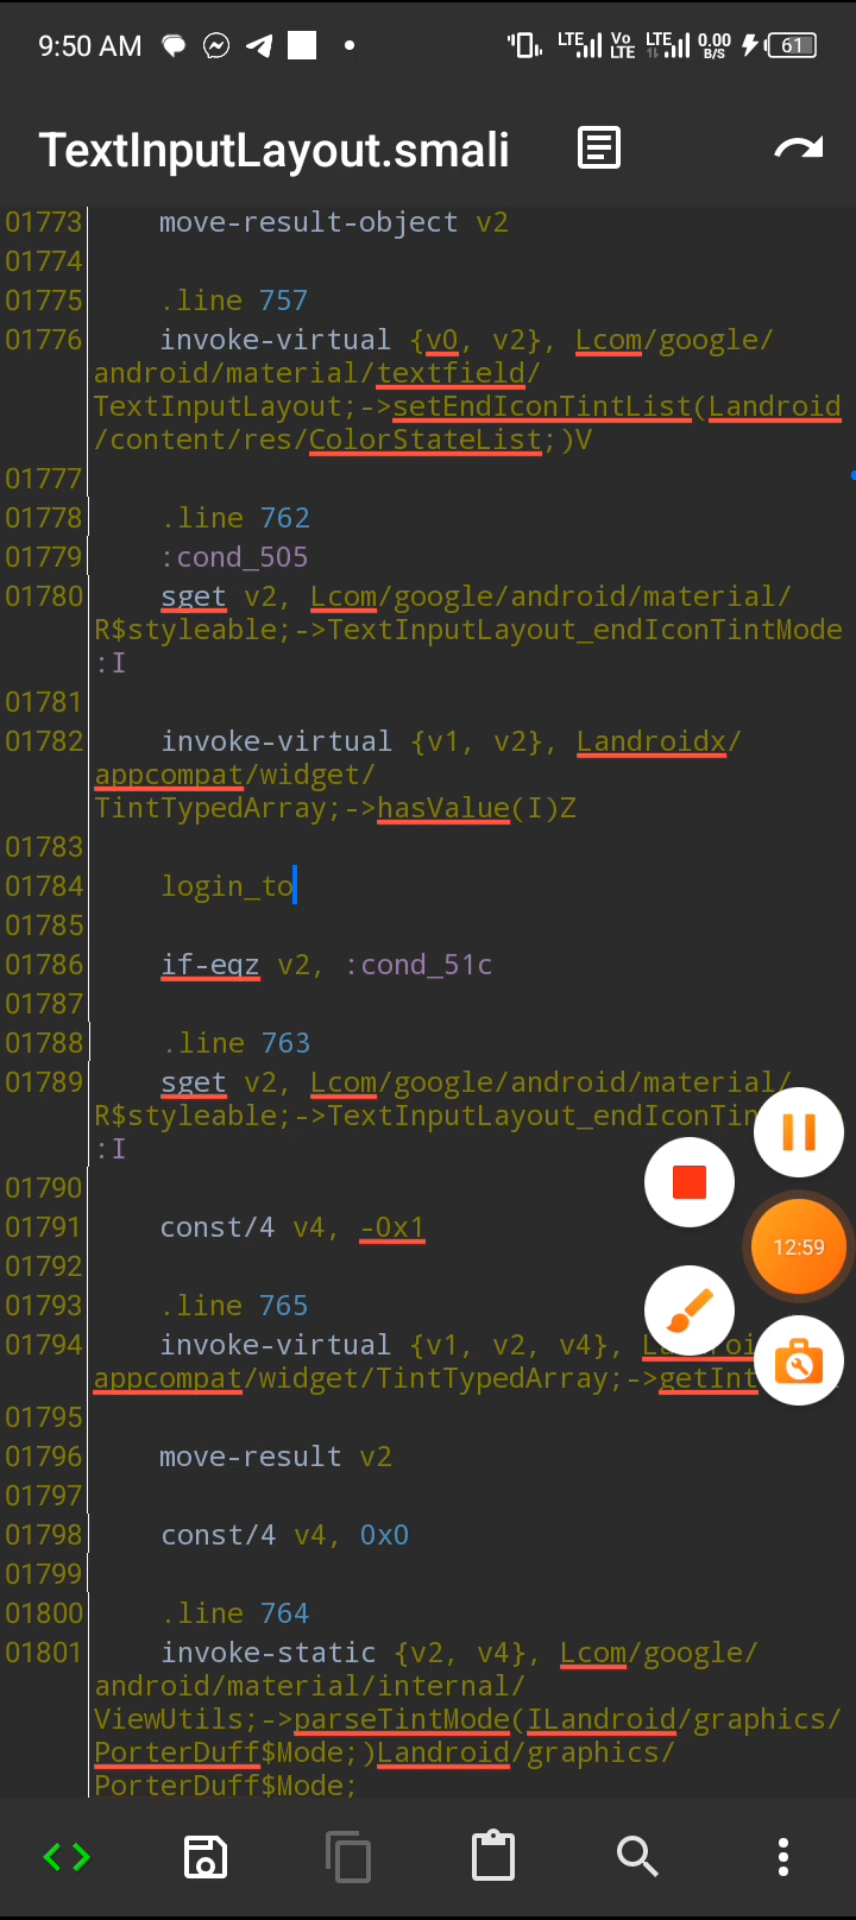 9:50 AM LTE Vo LTE LTE 0.00 B/S 61
TextInputLayout.smali
01773 move-result-object v2
01774
01775 .line 757
01776 invoke-virtual {v0, v2}, Lcom/google/
android/material/textfield/
TextInputLayout;->setEndIconTintList(Landroid
/content/res/ColorStateList;)V
01777
01778 .line 762
01779 :cond_505
01780 sget v2, Lcom/google/android/material/
R$styleable;->TextInputLayout_endIconTintMode
:I
01781
01782 invoke-virtual {v1, v2}, Landroidx/
appcompat/widget/
TintTypedArray;->hasValue(I)Z
01783
01784 login_to
01785
01786 if-eqz v2, :cond_51c
01787
01788 .line 763
01789 sget v2, Lcom/google/android/material/
R$styleable;->TextInputLayout_endIconTin
:I
01790
01791 const/4 v4, -0x1
12:59
01792
01793 .line 765
01794 invoke-virtual {v1, v2, v4},
appcompat/widget/TintTypedArray;->getInt
01795
01796 move-result v2
01797
01798 const/4 v4, 0x0
01799
01800 .line 764
01801 invoke-static {v2, v4}, Lcom/google/
android/material/internal/
ViewUtils;->parseTintMode(ILandroid/graphics/
PorterDuff$Mode;)Landroid/graphics/
PorterDuff$Mode;